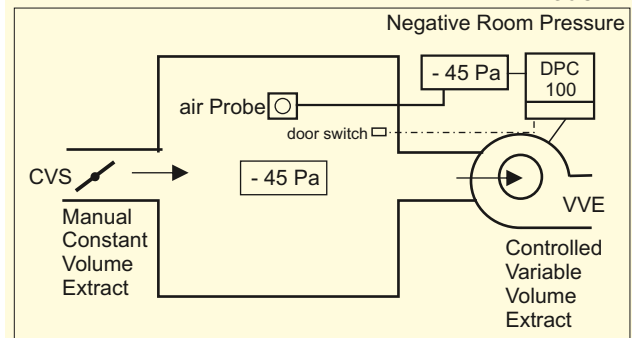 Negative Room Pressure
- 45 Pa
DPC
100
air Probe
door switch
CVS
- 45 Pa
VVE
Manual
Constant
Volume
Extract
Controlled
Variable
Volume
Extract